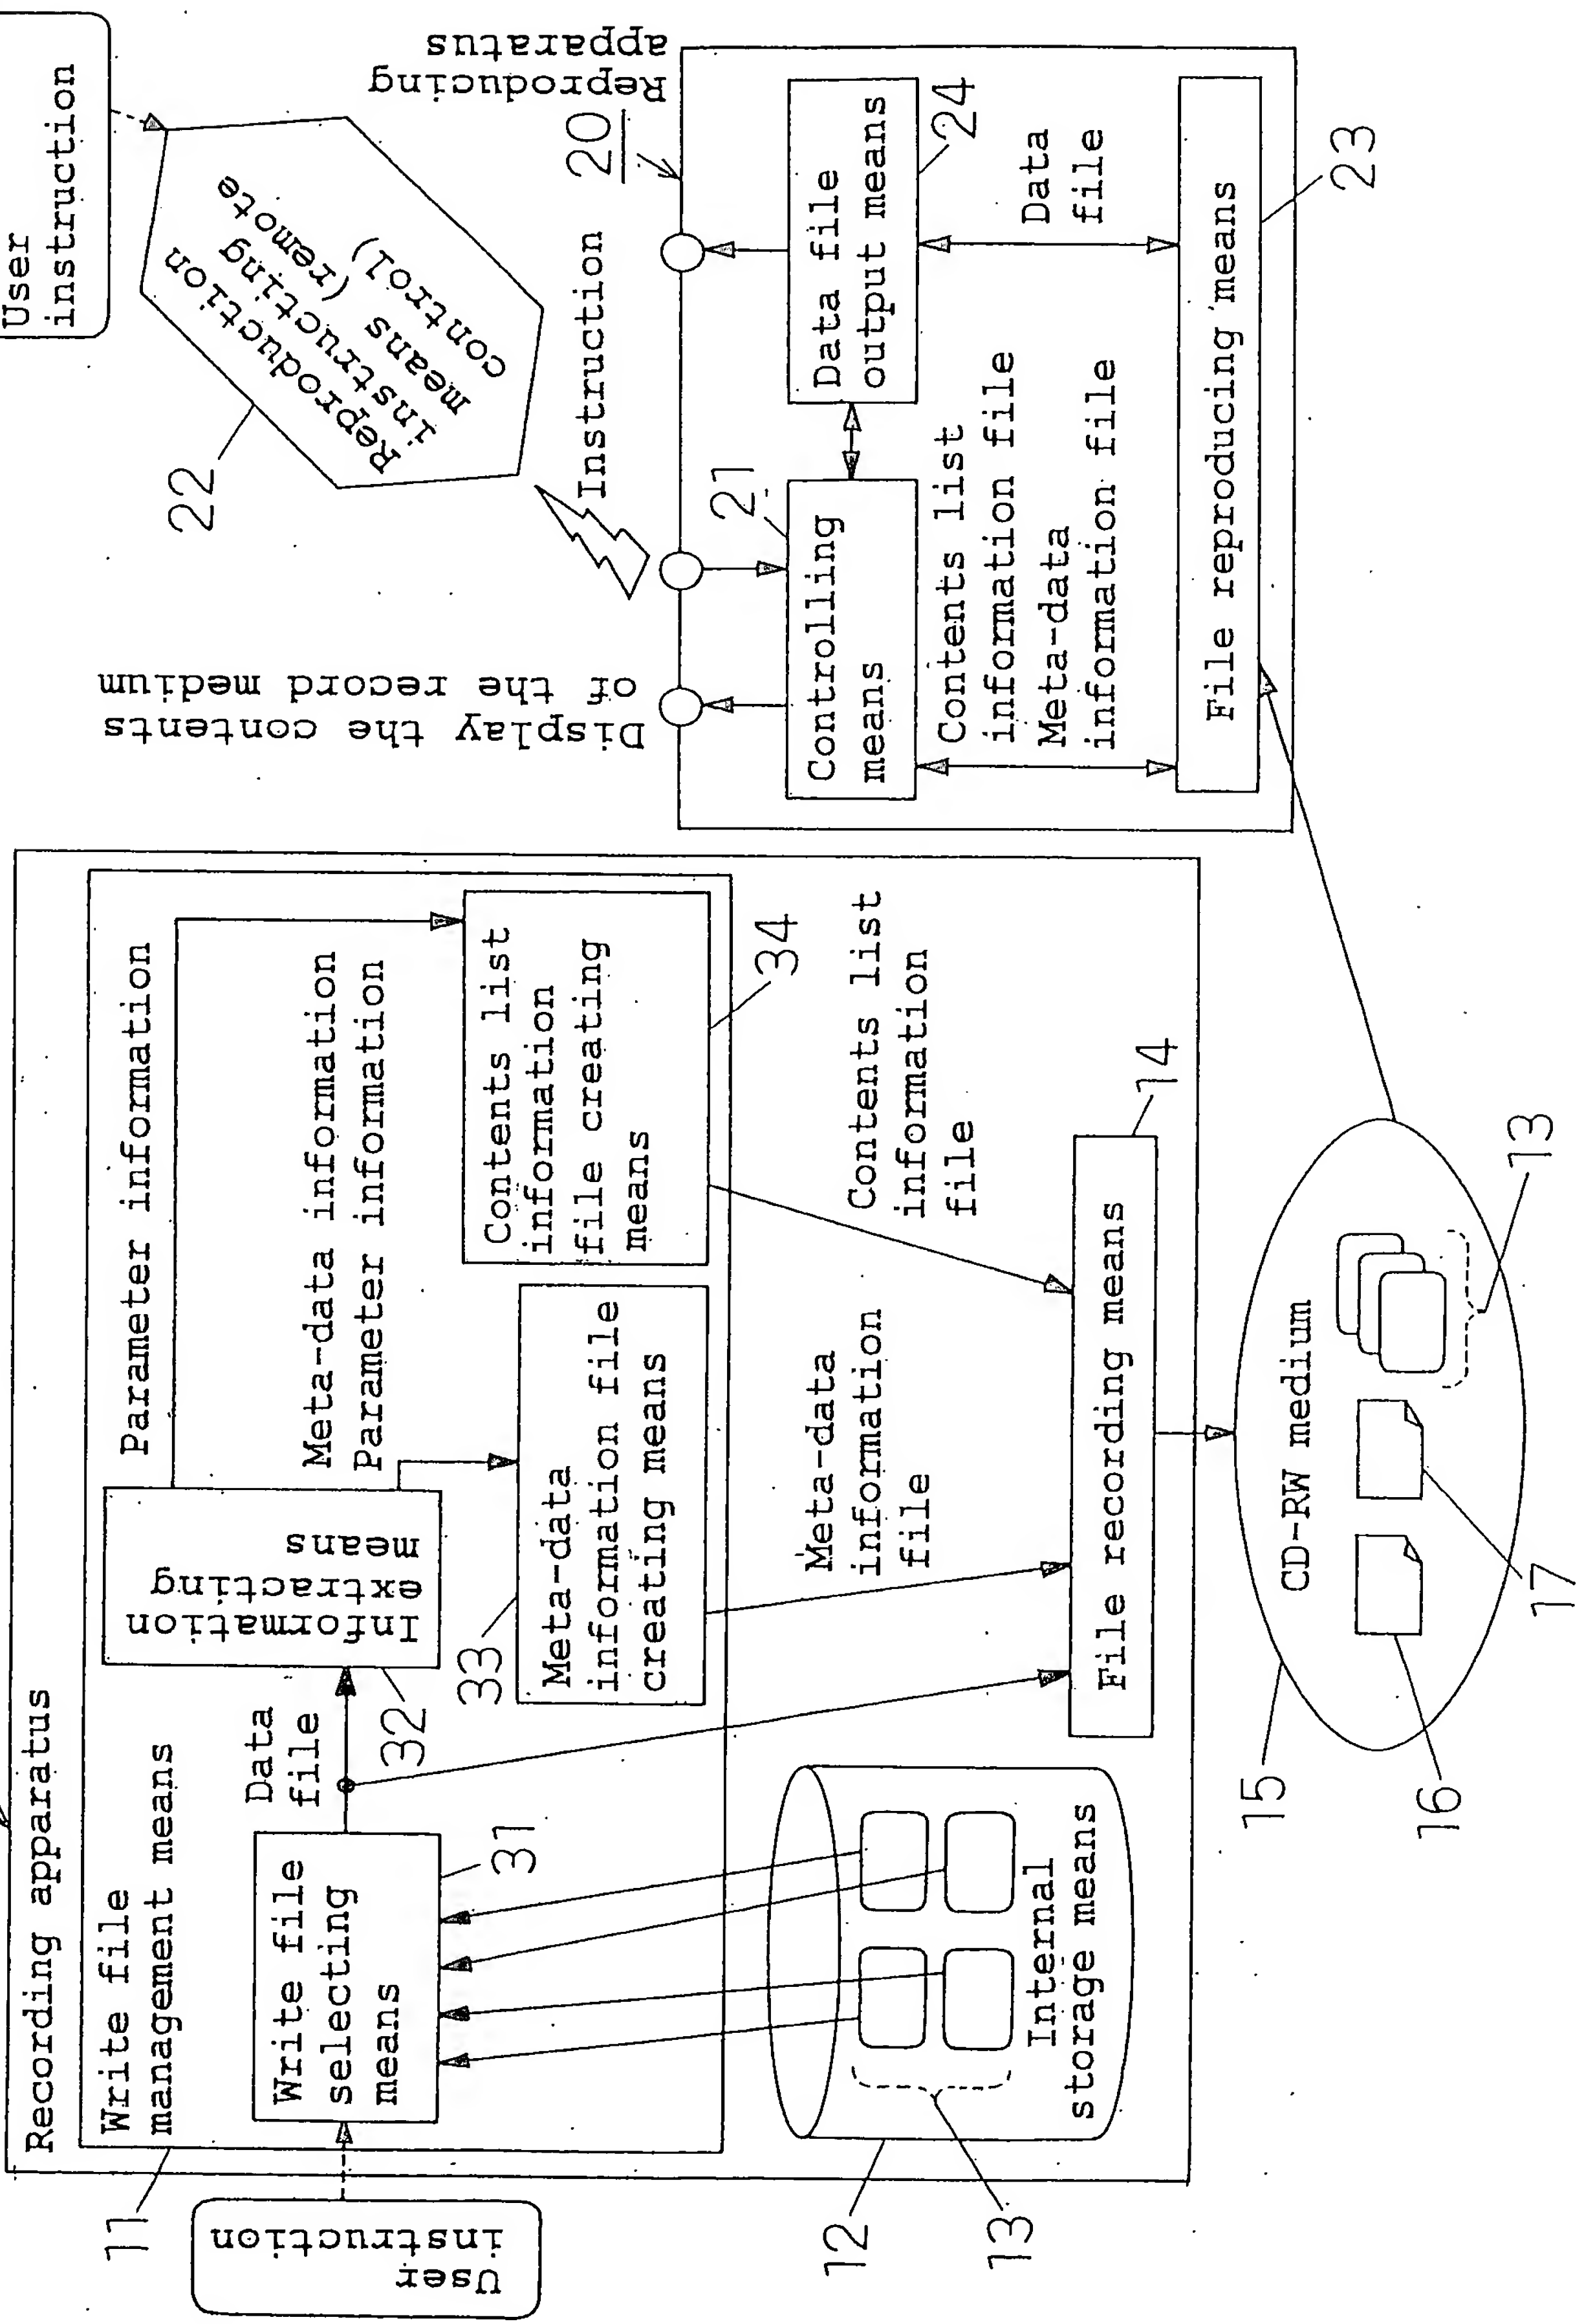 Recording apparatus
Write file
management means
11
User
instruction
Write file
selecting
means
31
Data
file
Information
extracting
means
32
Parameter information
Meta-data information
Parameter information
33
Meta-data
information file
creating means
Contents list
information
file creating
means
34
12
13
Internal
storage means
Meta-data
information
file
Contents list
information
file
File recording means
14
15
CD-RW medium
16
17
13
User
instruction
22
Reproduction
instructing
means (remote
control)
Instruction
Display the contents
of the record medium
20
Reproducing
apparatus
21
Controlling
means
Data file
output means
24
Contents list
information file
Meta-data
information file
Data
file
File reproducing means
23